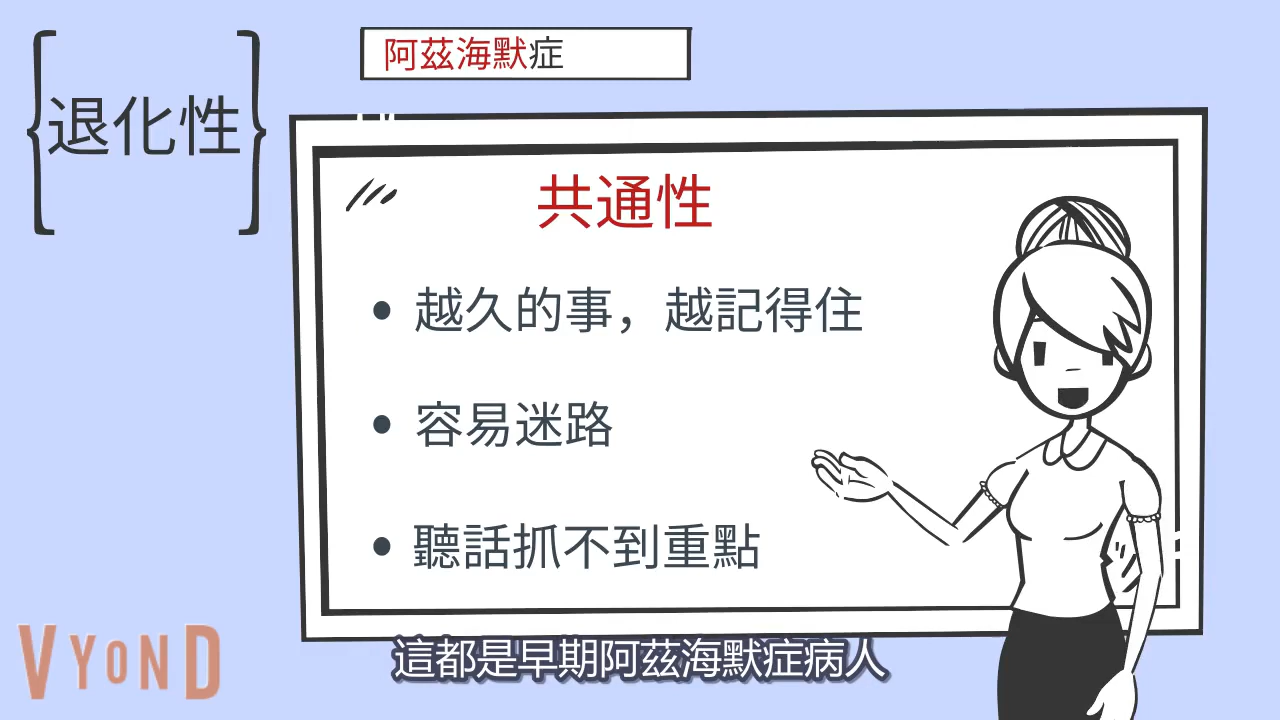 阿茲海默症
退化性
共通性
• 越久的事，越記得住
• 容易迷路
• 聽話抓不到重點
這都是早期阿茲海默症病人
VYOND